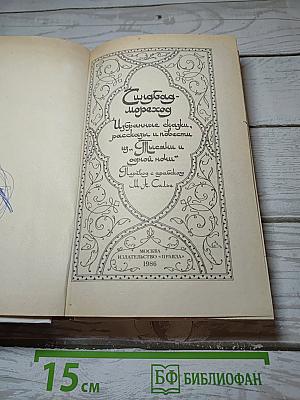 Синдбад-
мореход
Избранные сказки,
рассказы и повести
из „Тысячи и
одной ночи“
Перевод с арабского
М. А. Салье
МОСКВА
ИЗДАТЕЛЬСТВО «ПРАВДА»
1986
15 см
БФ БИБЛИОФАН